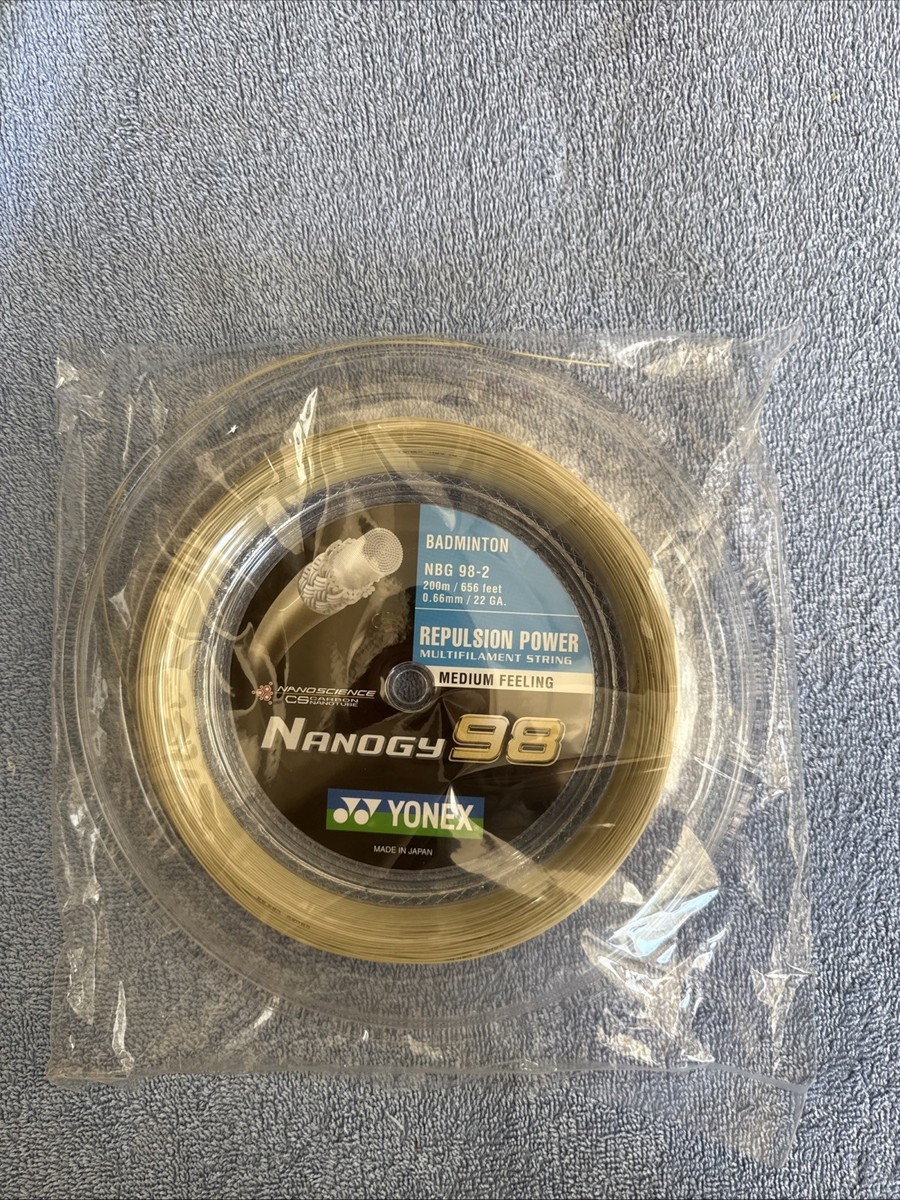 BADMINTON
NBG 98-2
200m / 656 feet
0.66mm / 22 GA.
REPULSION POWER
MULTIFILAMENT STRING
MEDIUM FEELING
NANOSCIENCE
CS CARBON
NANOTUBE
NANOGY 98
YONEX
MADE IN JAPAN